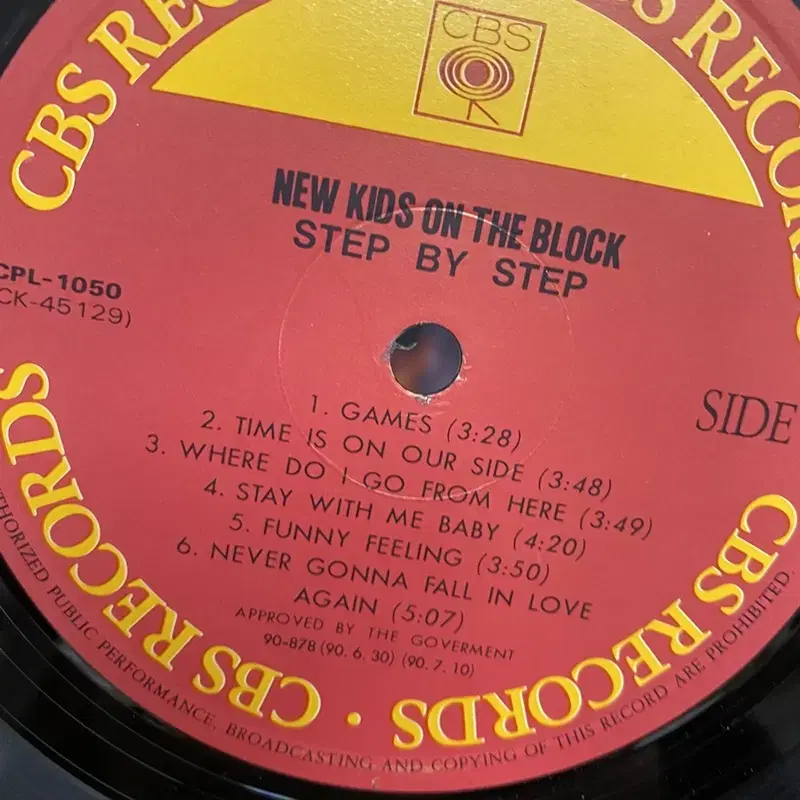 CBS RECORDS
CBS
NEW KIDS ON THE BLOCK
STEP BY STEP
CPL-1050
CK-45129)
SIDE
1. GAMES (3:28)
2. TIME IS ON OUR SIDE (3:48)
3. WHERE DO I GO FROM HERE (3:49)
4. STAY WITH ME BABY (4:20)
5. FUNNY FEELING (3:50)
6. NEVER GONNA FALL IN LOVE
AGAIN (5:07)
APPROVED BY THE GOVERMENT
90-878 (90. 6. 30) (90. 7. 10)
CBS RECORDS · CBS RECORDS
PUBLIC PERFORMANCE, BROADCASTING AND COPYING OF THIS RECORD ARE PROHIBITED.